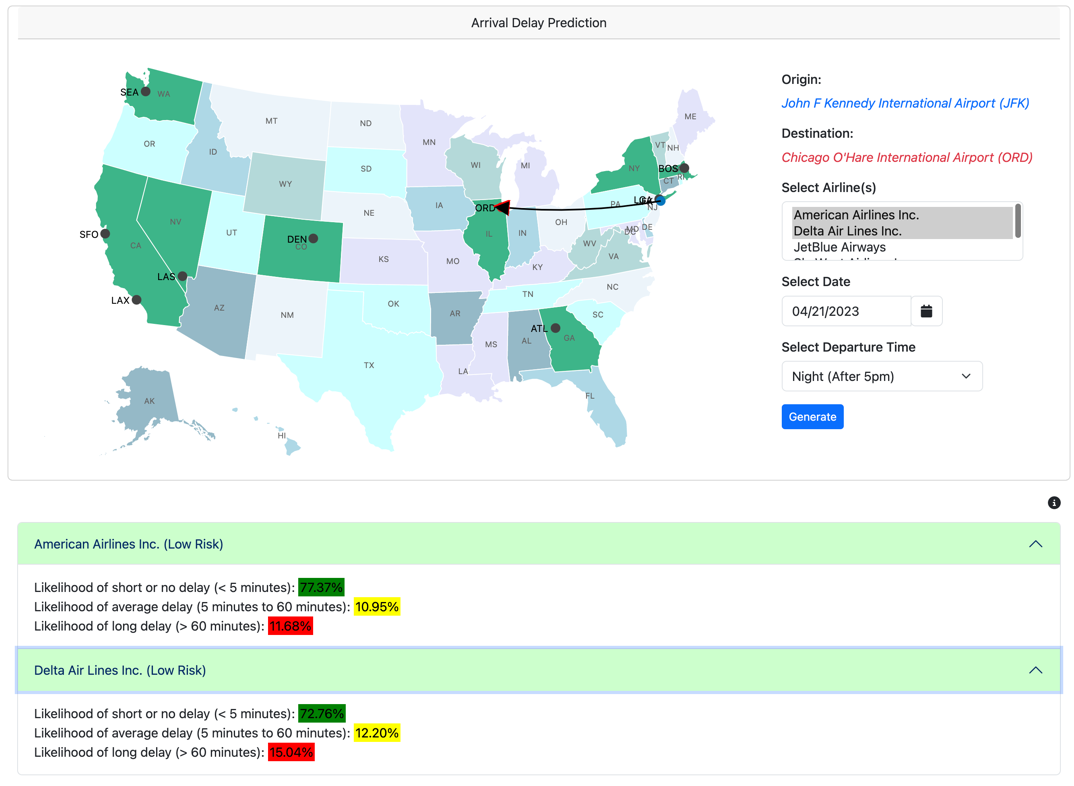 Arrival Delay Prediction
SEA
WA
MT
ND
MN
ME
OR
ID
SD
WI
MI
VT
NH
NY
BOS
WY
IA
ORD
PA
NJ
NE
IL
IN
OH
MD
DE
DC
SFO
NV
UT
DEN
CO
CA
KS
MO
WV
VA
KY
LAS
LAX
AZ
NM
OK
AR
TN
NC
SC
ATL
GA
AL
MS
TX
LA
FL
AK
HI
CT
Origin:
John F Kennedy International Airport (JFK)
Destination:
Chicago O'Hare International Airport (ORD)
Select Airline(s)
American Airlines Inc.
Delta Air Lines Inc.
JetBlue Airways
Select Date
04/21/2023
Select Departure Time
Night (After 5pm)
Generate
American Airlines Inc. (Low Risk)
Likelihood of short or no delay (< 5 minutes): 77.37%
Likelihood of average delay (5 minutes to 60 minutes): 10.95%
Likelihood of long delay (> 60 minutes): 11.68%
Delta Air Lines Inc. (Low Risk)
Likelihood of short or no delay (< 5 minutes): 72.76%
Likelihood of average delay (5 minutes to 60 minutes): 12.20%
Likelihood of long delay (> 60 minutes): 15.04%